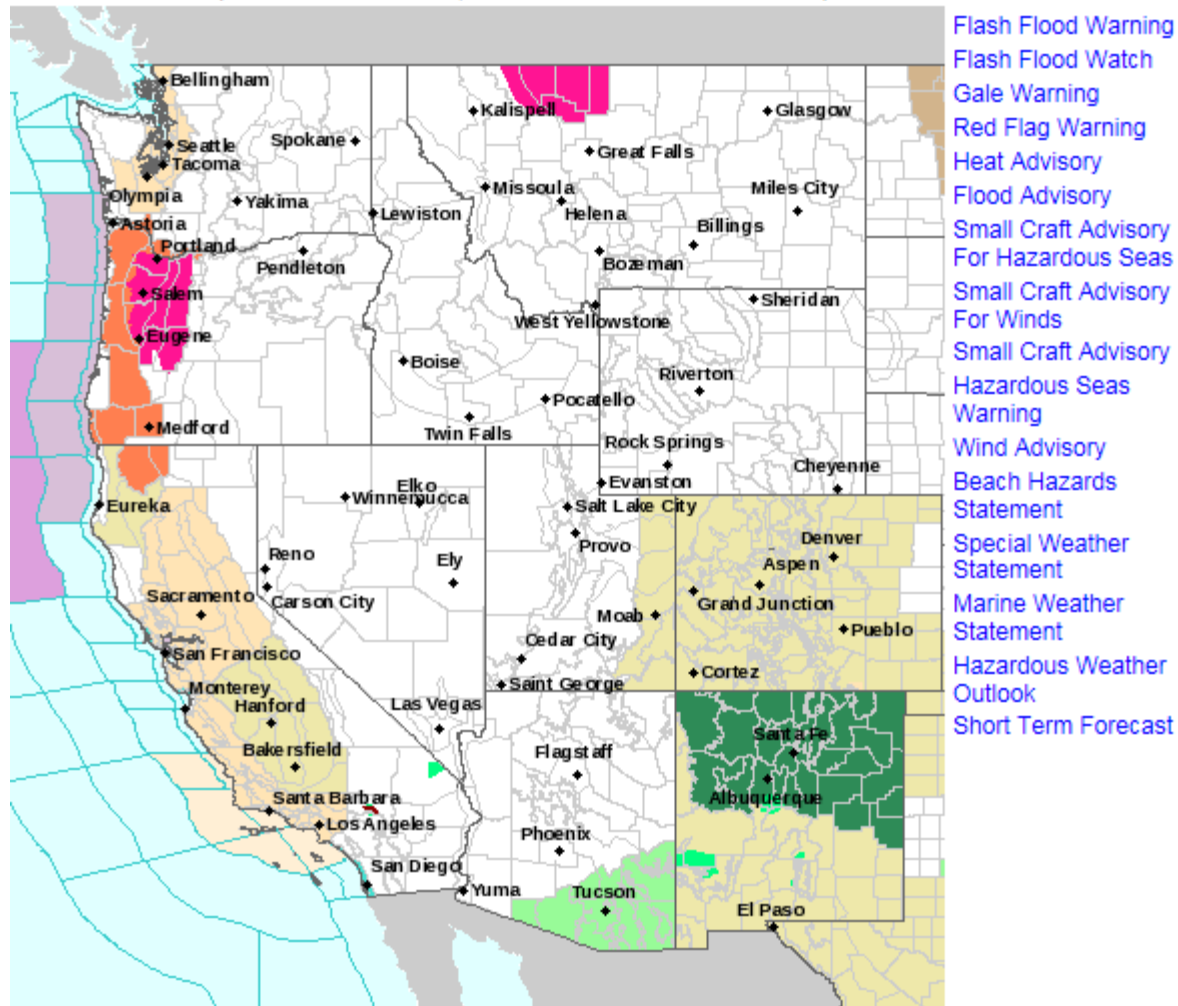 Bellingham
Seattle
Tacoma
Olympia
Astoria
Portland
Salem
Eugene
Medford
Spokane
Yakima
Pendleton
Lewiston
Kalispell
Glasgow
Great Falls
Missoula
Helena
Miles City
Billings
Bozeman
West Yellowstone
Sheridan
Boise
Pocatello
Twin Falls
Riverton
Rock Springs
Cheyenne
Evanston
Eureka
Elko
Winnemucca
Reno
Ely
Carson City
Salt Lake City
Provo
Moab
Cedar City
Saint George
Denver
Aspen
Grand Junction
Pueblo
Cortez
Sacramento
San Francisco
Monterey
Hanford
Bakersfield
Las Vegas
Santa Barbara
Los Angeles
San Diego
Flagstaff
Phoenix
Yuma
Tucson
Santa Fe
Albuquerque
El Paso
Flash Flood Warning
Flash Flood Watch
Gale Warning
Red Flag Warning
Heat Advisory
Flood Advisory
Small Craft Advisory
For Hazardous Seas
Small Craft Advisory
For Winds
Small Craft Advisory
Hazardous Seas
Warning
Wind Advisory
Beach Hazards
Statement
Special Weather
Statement
Marine Weather
Statement
Hazardous Weather
Outlook
Short Term Forecast